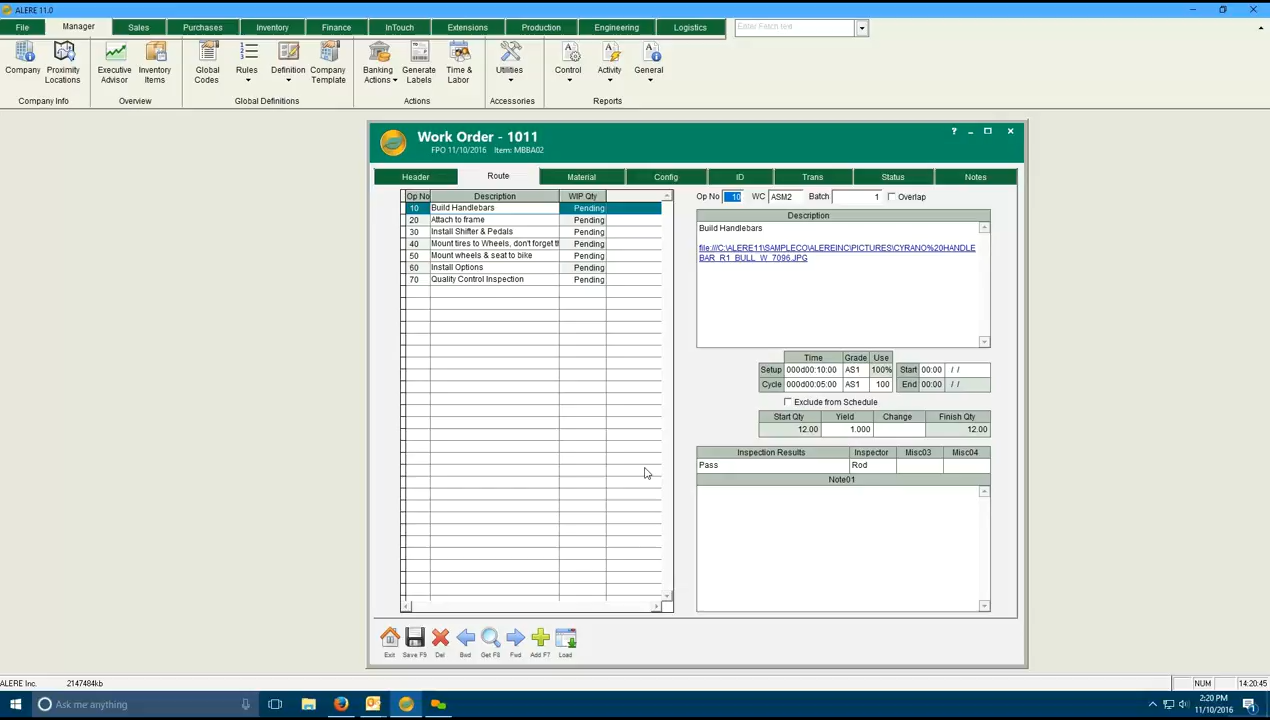 ALERE 11.0
File Manager Sales Purchases Inventory Finance InTouch Extensions Production Engineering Logistics Enter Fetch text
Company Proximity Locations Executive Advisor Inventory Items Global Codes Rules Definition Company Template Banking Actions Generate Labels Time & Labor Utilities Control Activity General
Company Info Overview Global Definitions Actions Accessories Reports
Work Order - 1011
FPO 11/10/2016 Item: MBBA02
? 
Header Route Material Config ID Trans Status Notes
Op No Description WIP Qty
10 Build Handlebars Pending
20 Attach to frame Pending
30 Install Shifter & Pedals Pending
40 Mount tires to Wheels, don't forget th Pending
50 Mount wheels & seat to bike Pending
60 Install Options Pending
70 Quality Control Inspection Pending
Op No 10 WC ASM2 Batch 1 Overlap
Description
Build Handlebars
file:///C:\ALERE11\SAMPLECO\ALEREINC\PICTURES\CYRANO%20HANDLE
BAR_R1_BULL_W_7096.JPG
Time Grade Use
Setup 000d00:10:00 AS1 100% Start 00:00 / /
Cycle 000d00:05:00 AS1 100 End 00:00 / /
Exclude from Schedule
Start Qty Yield Change Finish Qty
12.00 1.000 12.00
Inspection Results Inspector Misc03 Misc04
Pass Rod
Note01
Exit Save F9 Del Bwd Get F8 Fwd Add F7 Load
ALERE Inc. 2147484kb NUM 14:20:45
Ask me anything
2:20 PM
11/10/2016
1